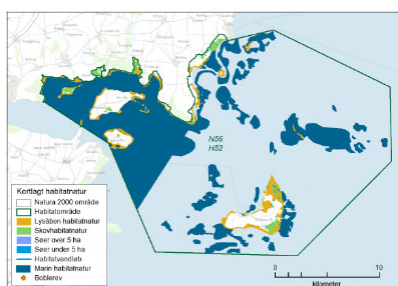 N56
H52
Kortlagt habitatnatur
Natura 2000 område
Habitatområde
Lysåben habitatnatur
Skovhabitatnatur
Søer over 5 ha
Søer under 5 ha
Habitatvandløb
Marin habitatnatur
Boblerev
0 10
kilometer